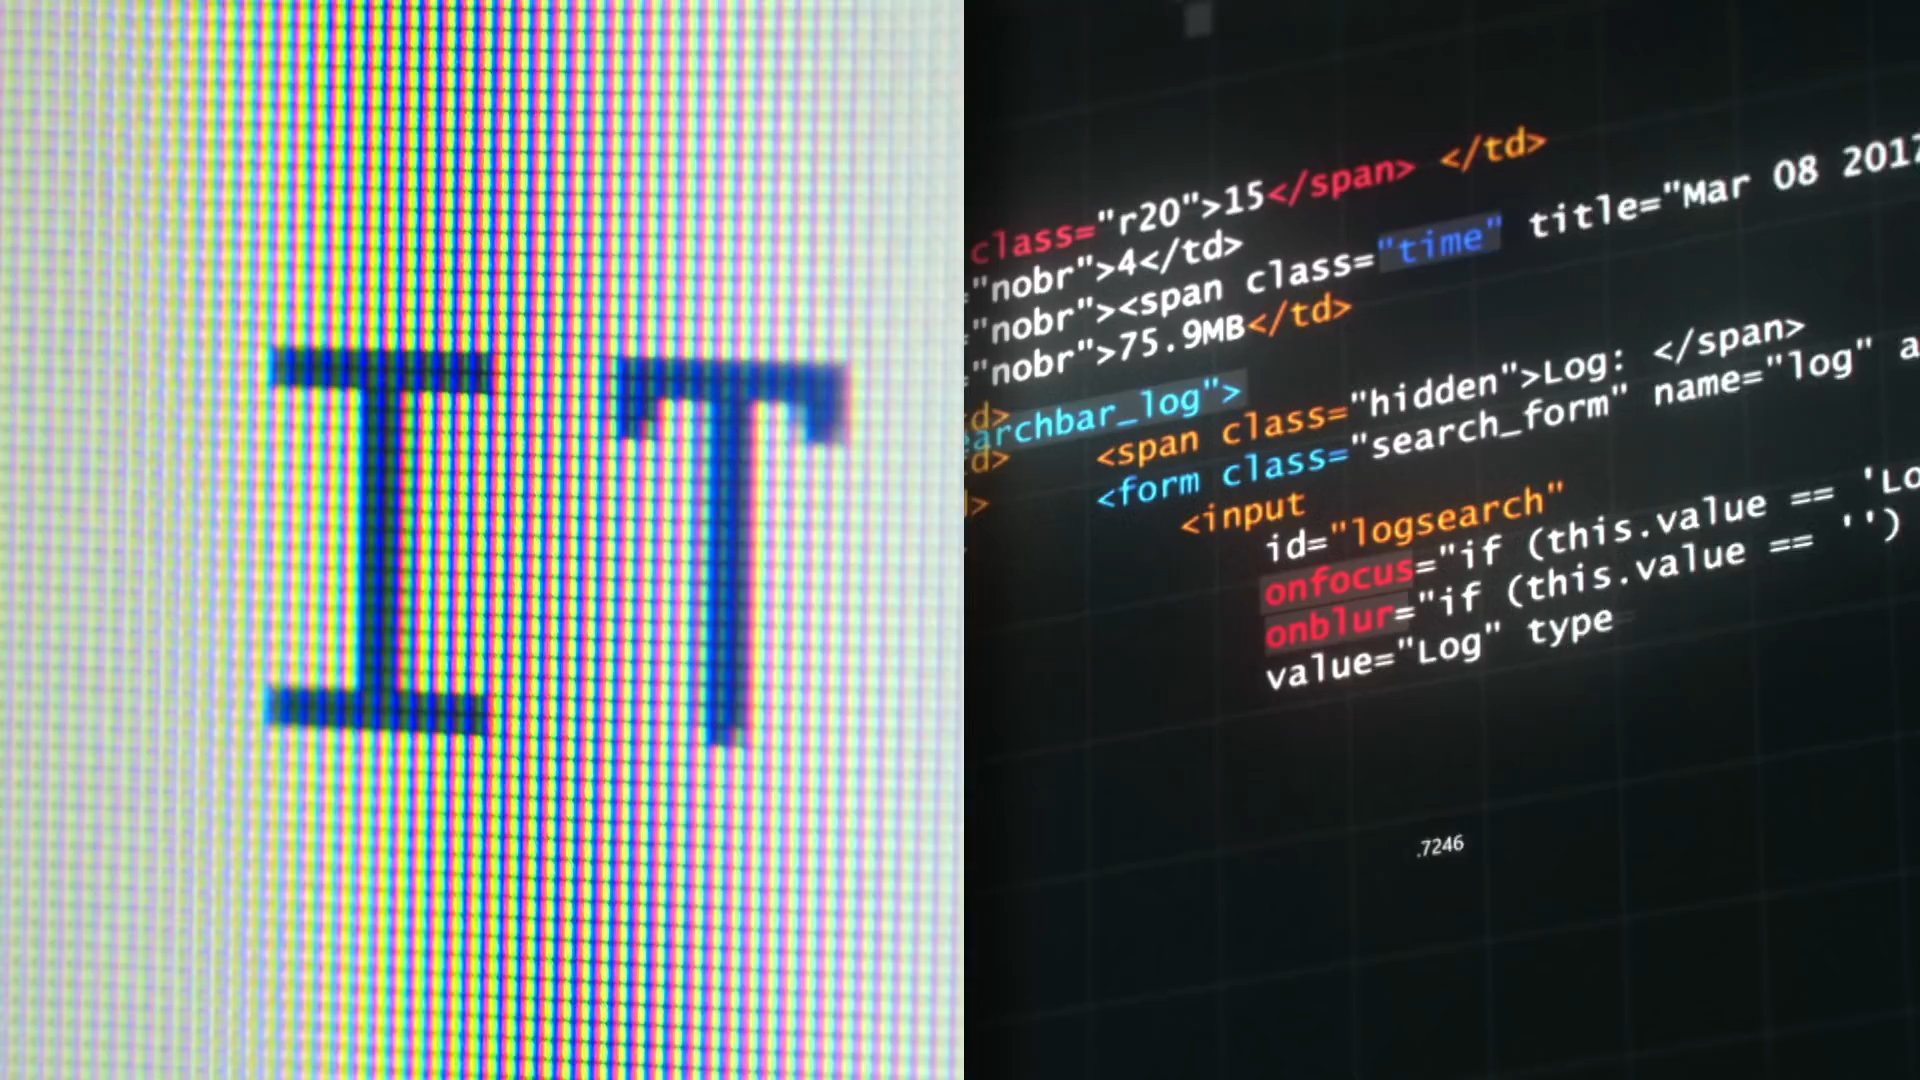 IT
class="r20">15</span> </td>
"nobr">4</td>
"nobr"><span class="time" title="Mar 08 2017
"nobr">75.9MB</td>
d>
archbar_log">
d> <span class="hidden">Log: </span>
<form class="search_form" name="log" a
<input
id="logsearch"
onfocus="if (this.value == 'Lo
onblur="if (this.value == '')
value="Log" type
.7246